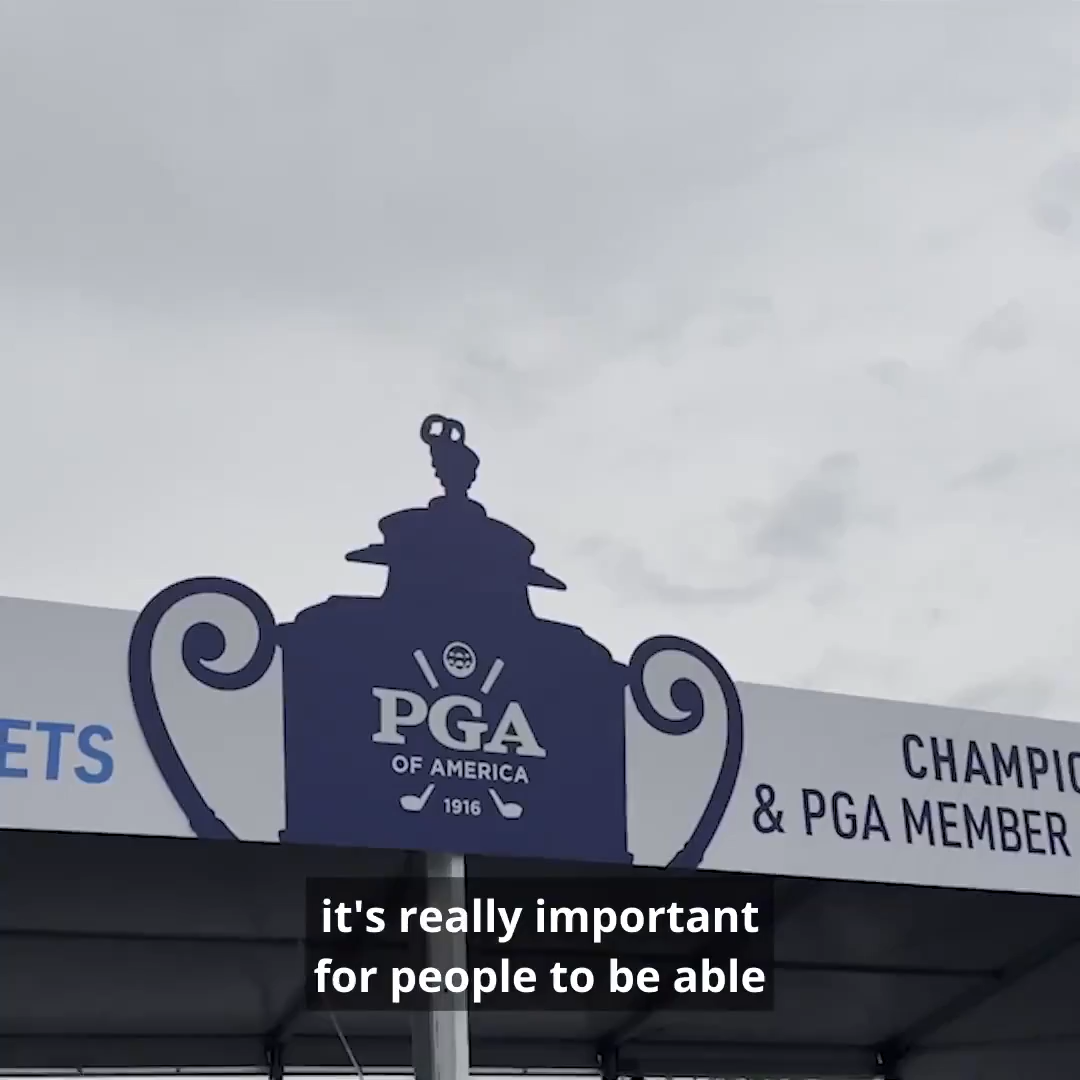 ETS
PGA
OF AMERICA
1916
CHAMPIO
& PGA MEMBER
it's really important
for people to be able